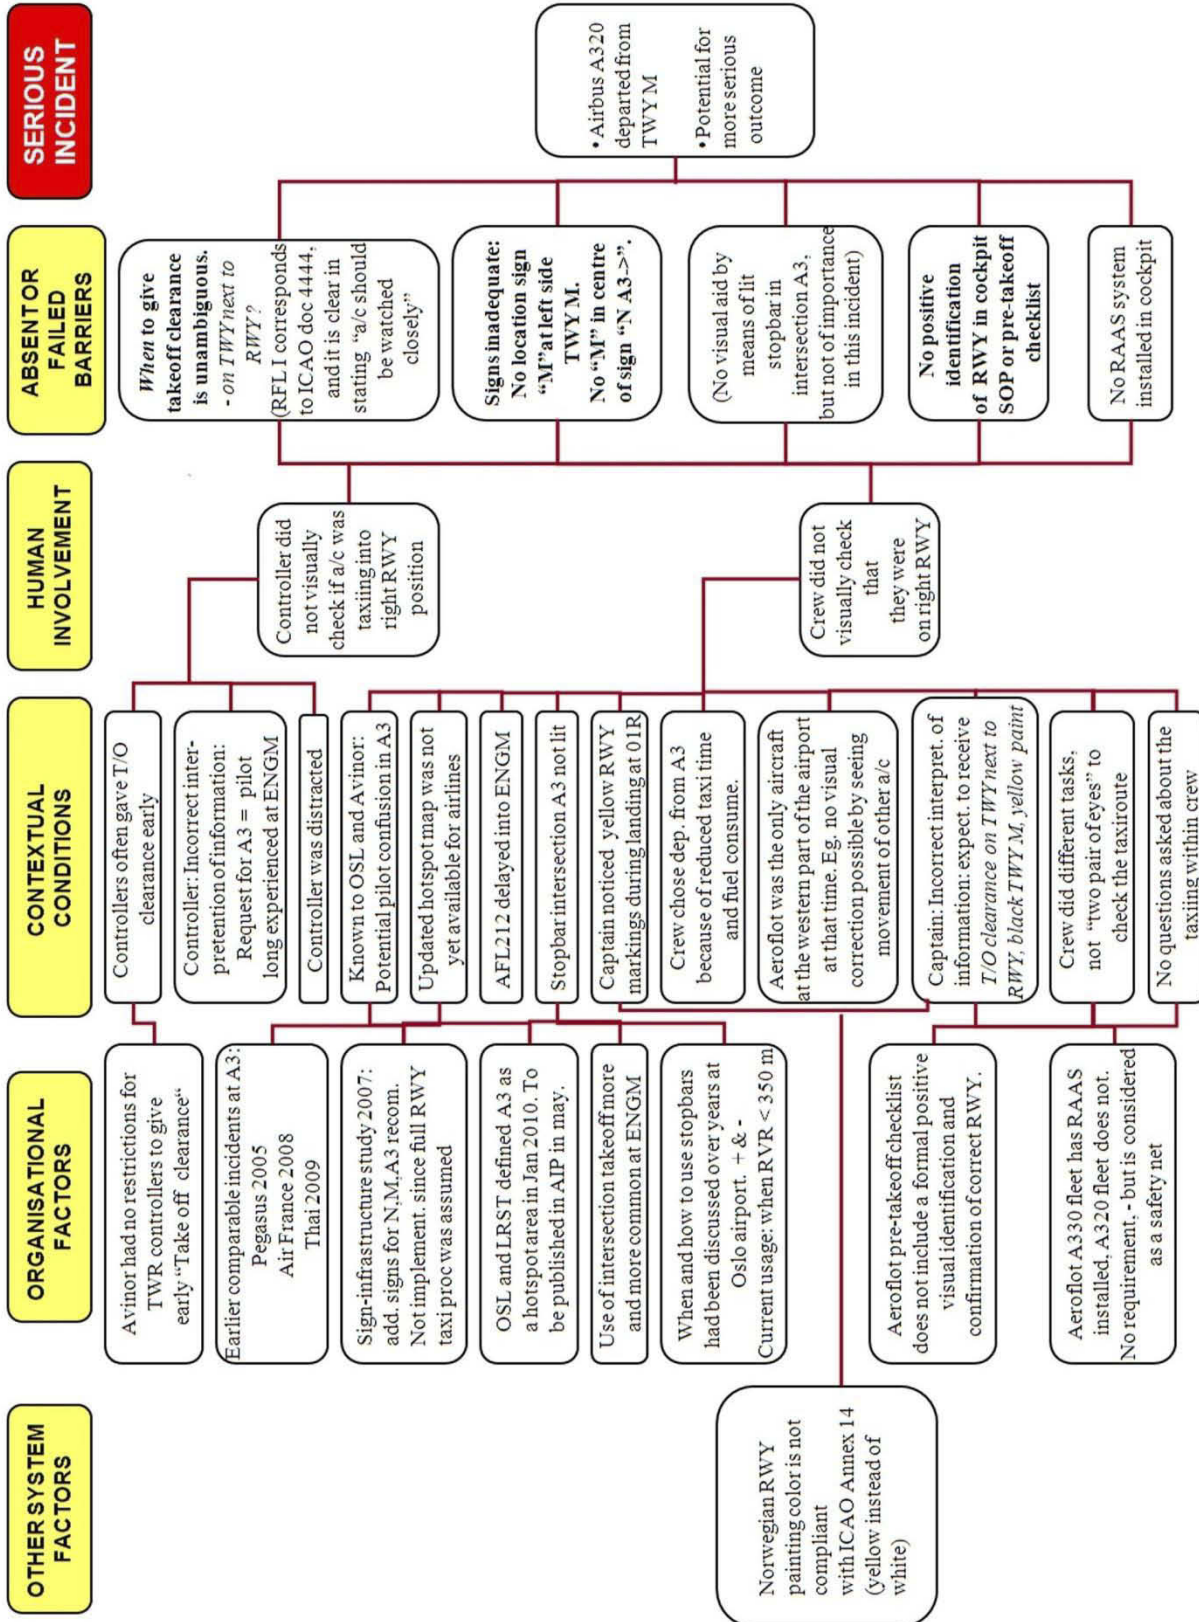 OTHER SYSTEM
FACTORS
Norwegian RWY
painting color is not
compliant
with ICAO Annex 14
(yellow instead of
white)
ORGANISATIONAL
FACTORS
Avinor had no restrictions for
TWR controllers to give
early “Take off clearance“
Earlier comparable incidents at A3:
Pegasus 2005
Air France 2008
Thai 2009
Sign-infrastructure study 2007:
add. signs for N,M,A3 recom.
Not implement. since full RWY
taxi proc was assumed
OSL and LRST defined A3 as
a hotspot area in Jan 2010. To
be published in AIP in may.
Use of intersection takeoff more
and more common at ENGM
When and how to use stopbars
had been discussed over years at
Oslo airport. + & -
Current usage: when RVR < 350 m
Aeroflot pre-takeoff checklist
does not include a formal positive
visual identification and
confirmation of correct RWY.
Aeroflot A330 fleet has RAAS
installed, A320 fleet does not.
No requirement, - but is considered
as a safety net
CONTEXTUAL
CONDITIONS
Controllers often gave T/O
clearance early
Controller: Incorrect inter-
pretention of information:
Request for A3 = pilot
long experienced at ENGM
Controller was distracted
Known to OSL and Avinor:
Potential pilot confusion in A3
Updated hotspot map was not
yet available for airlines
AFL212 delayed into ENGM
Stopbar intersection A3 not lit
Captain noticed yellow RWY
markings during landing at 01R
Crew chose dep. from A3
because of reduced taxi time
and fuel consume.
Aeroflot was the only aircraft
at the western part of the airport
at that time. Eg. no visual
correction possible by seeing
movement of other a/c
Captain: Incorrect interpret. of
information: expect. to receive
T/O clearance on TWY next to
RWY, black TWY M, yellow paint
Crew did different tasks,
not “two pair of eyes” to
check the taxiroute
No questions asked about the
taxiing within crew
HUMAN
INVOLVEMENT
Controller did
not visually
check if a/c was
taxiing into
right RWY
position
Crew did not
visually check
that
they were
on right RWY
ABSENT OR
FAILED
BARRIERS
When to give
takeoff clearance
is unambiguous.
- on TWY next to
RWY?
(RFL I corresponds
to ICAO doc 4444,
and it is clear in
stating “a/c should
be watched
closely”
Signs inadequate:
No location sign
“M”at left side
TWY M.
No “M” in centre
of sign “N A3->”.
(No visual aid by
means of lit
stopbar in
intersection A3,
but not of importance
in this incident)
No positive
identification
of RWY in cockpit
SOP or pre-takeoff
checklist
No RAAS system
installed in cockpit
SERIOUS
INCIDENT
• Airbus A320
departed from
TWY M
• Potential for
more serious
outcome